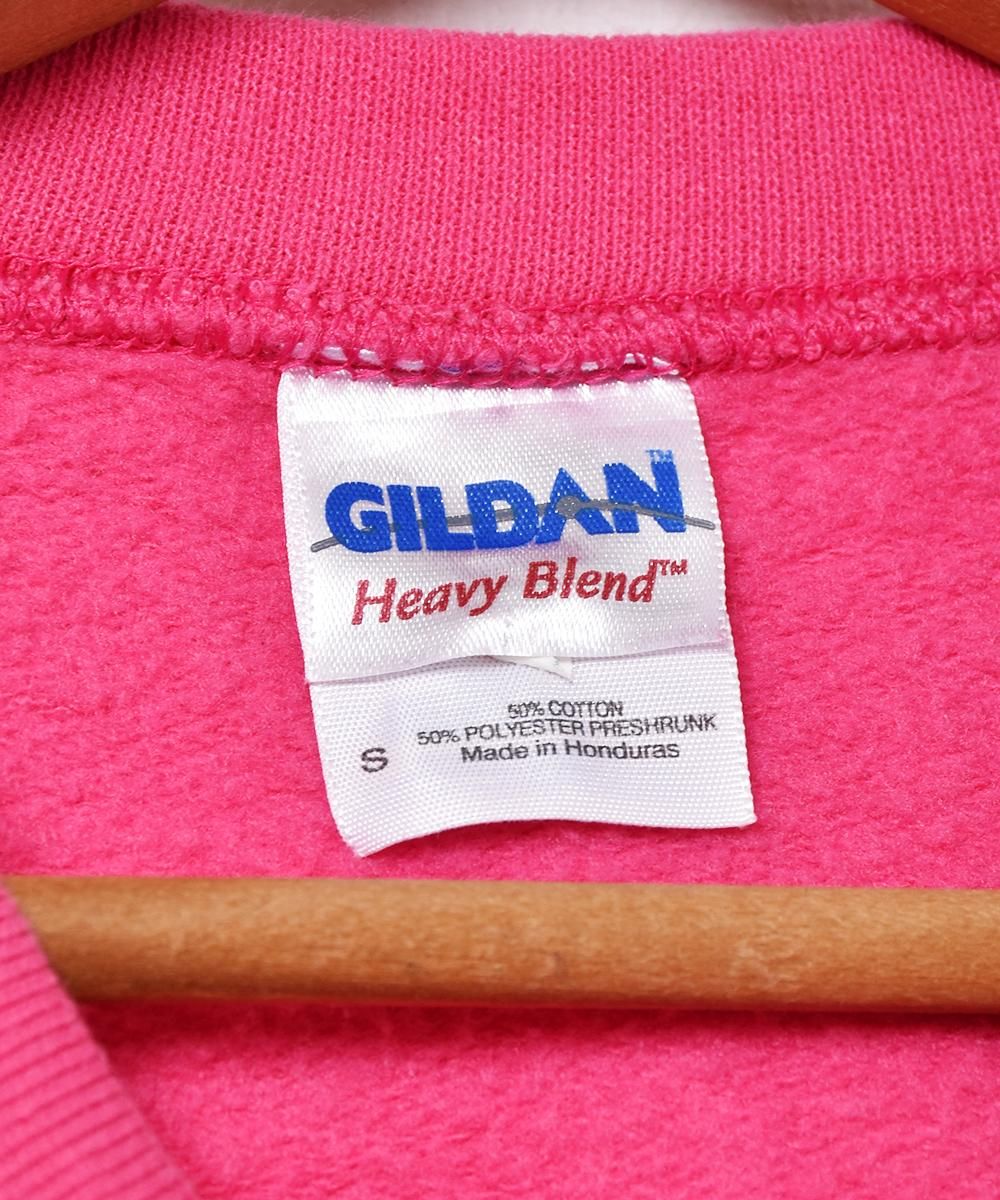 GILDAN™
Heavy Blend™
50% COTTON
50% POLYESTER PRESHRUNK
Made in Honduras
S